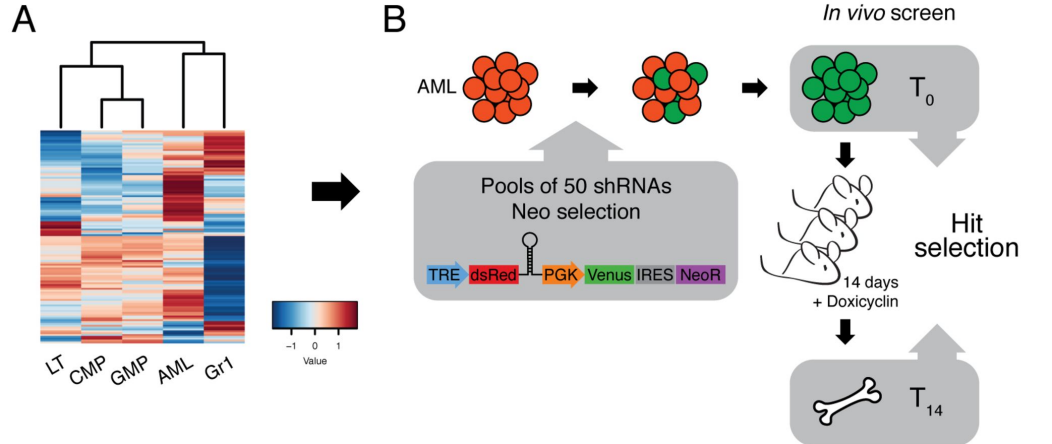 A
LT
CMP
GMP
AML
Gr1
−1 0 1
Value
B
In vivo screen
AML
T0
Pools of 50 shRNAs
Neo selection
TRE dsRed PGK Venus IRES NeoR
14 days
+ Doxicyclin
Hit
selection
T14